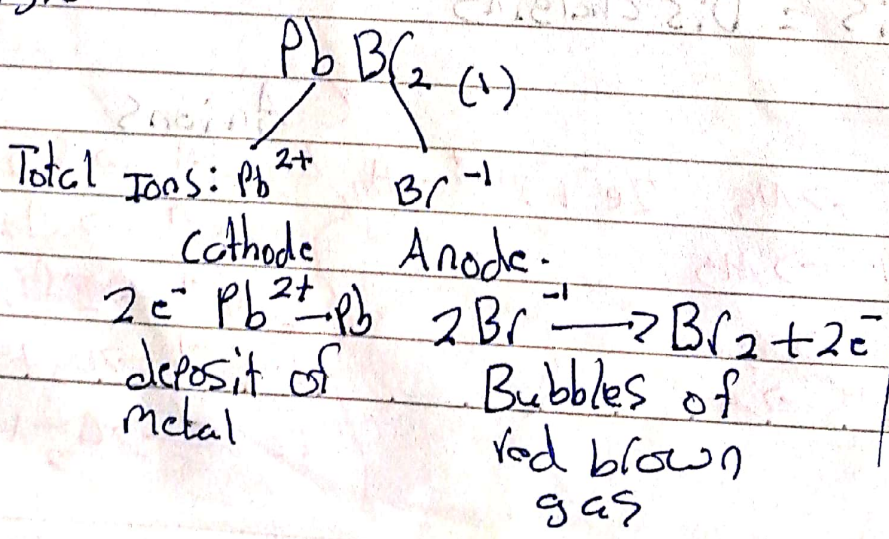 PbBr₂ (l)
Total Ions: Pb²⁺ Br⁻¹
Cathode Anode.
2e⁻ Pb²⁺→Pb 2Br⁻¹ → Br₂ + 2e⁻
deposit of Bubbles of
metal red brown
gas